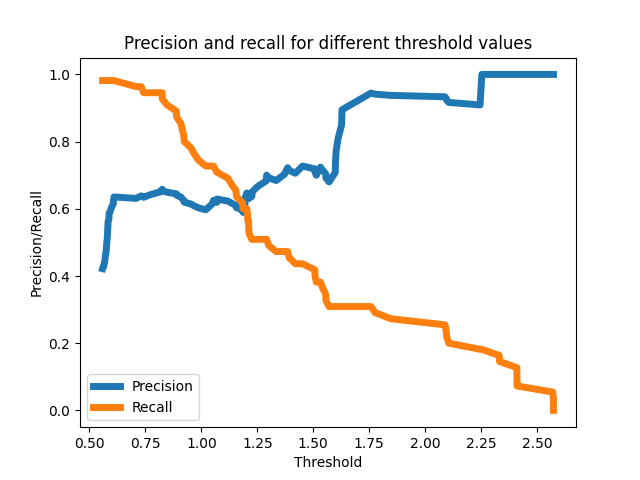 Precision and recall for different threshold values
1.0
0.8
0.6
0.4
0.2
0.0
Precision/Recall
Precision
Recall
0.50 0.75 1.00 1.25 1.50 1.75 2.00 2.25 2.50
Threshold